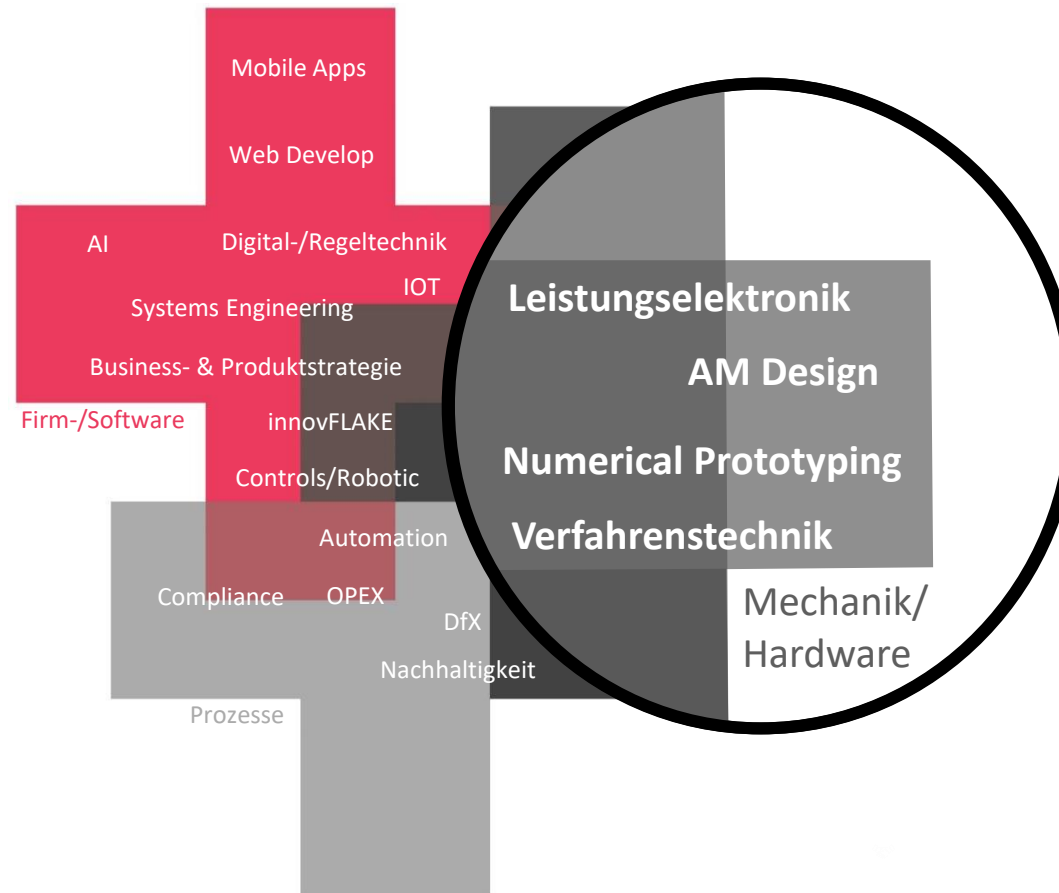 Mobile Apps
Web Develop
AI
Digital-/Regeltechnik
IOT
Systems Engineering
Business- & Produktstrategie
Firm-/Software
innovFLAKE
Controls/Robotic
Automation
Compliance
OPEX
DfX
Nachhaltigkeit
Prozesse
Leistungselektronik
AM Design
Numerical Prototyping
Verfahrenstechnik
Mechanik/
Hardware